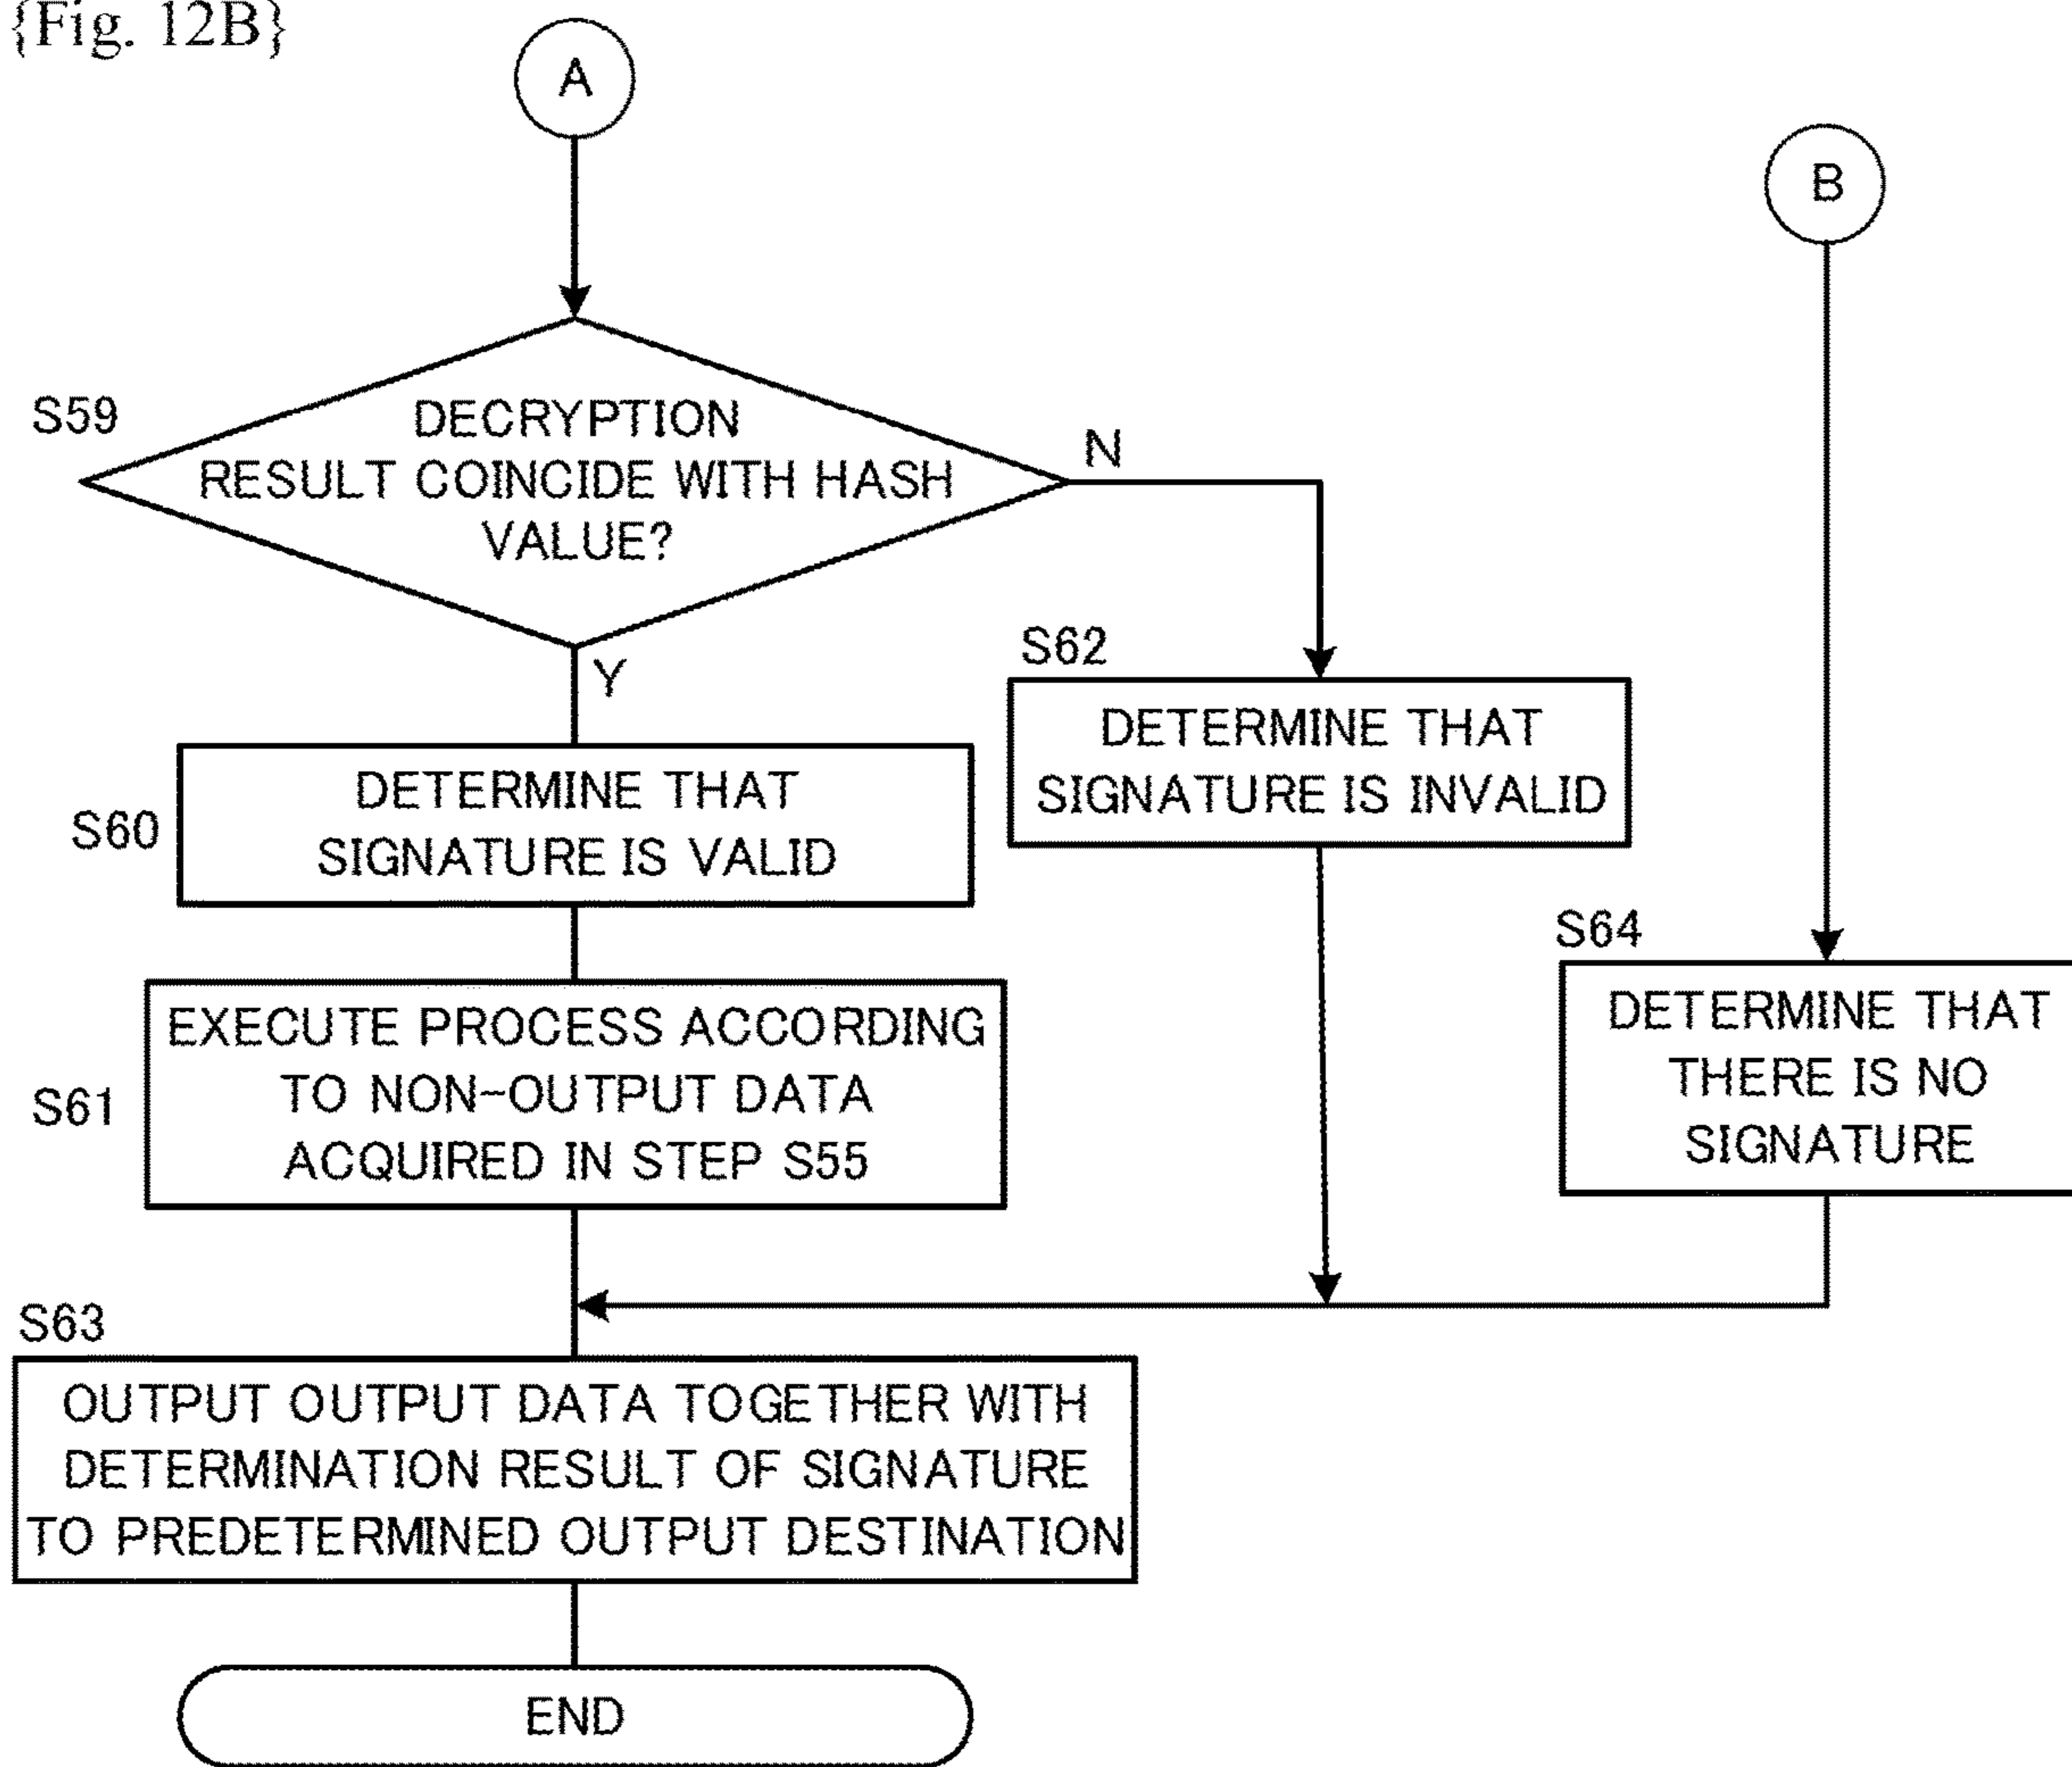 {Fig. 12B}
A
B
S59
DECRYPTION
RESULT COINCIDE WITH HASH
VALUE?
N
Y
S62
DETERMINE THAT
SIGNATURE IS INVALID
S60
DETERMINE THAT
SIGNATURE IS VALID
S64
DETERMINE THAT
THERE IS NO
SIGNATURE
S61
EXECUTE PROCESS ACCORDING
TO NON-OUTPUT DATA
ACQUIRED IN STEP S55
S63
OUTPUT OUTPUT DATA TOGETHER WITH
DETERMINATION RESULT OF SIGNATURE
TO PREDETERMINED OUTPUT DESTINATION
END